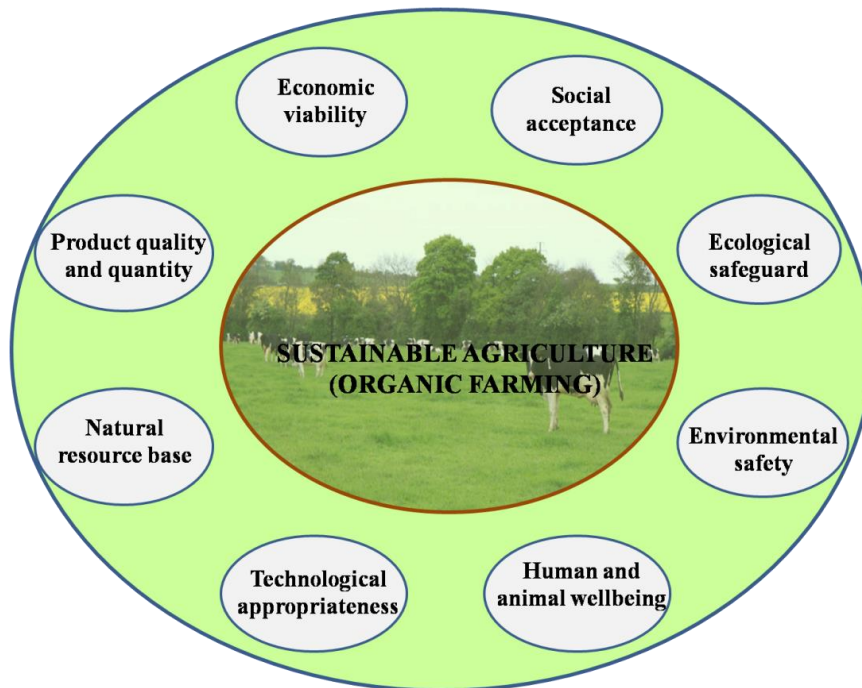 Economic
viability
Social
acceptance
Product quality
and quantity
Ecological
safeguard
SUSTAINABLE AGRICULTURE
(ORGANIC FARMING)
Natural
resource base
Environmental
safety
Technological
appropriateness
Human and
animal wellbeing